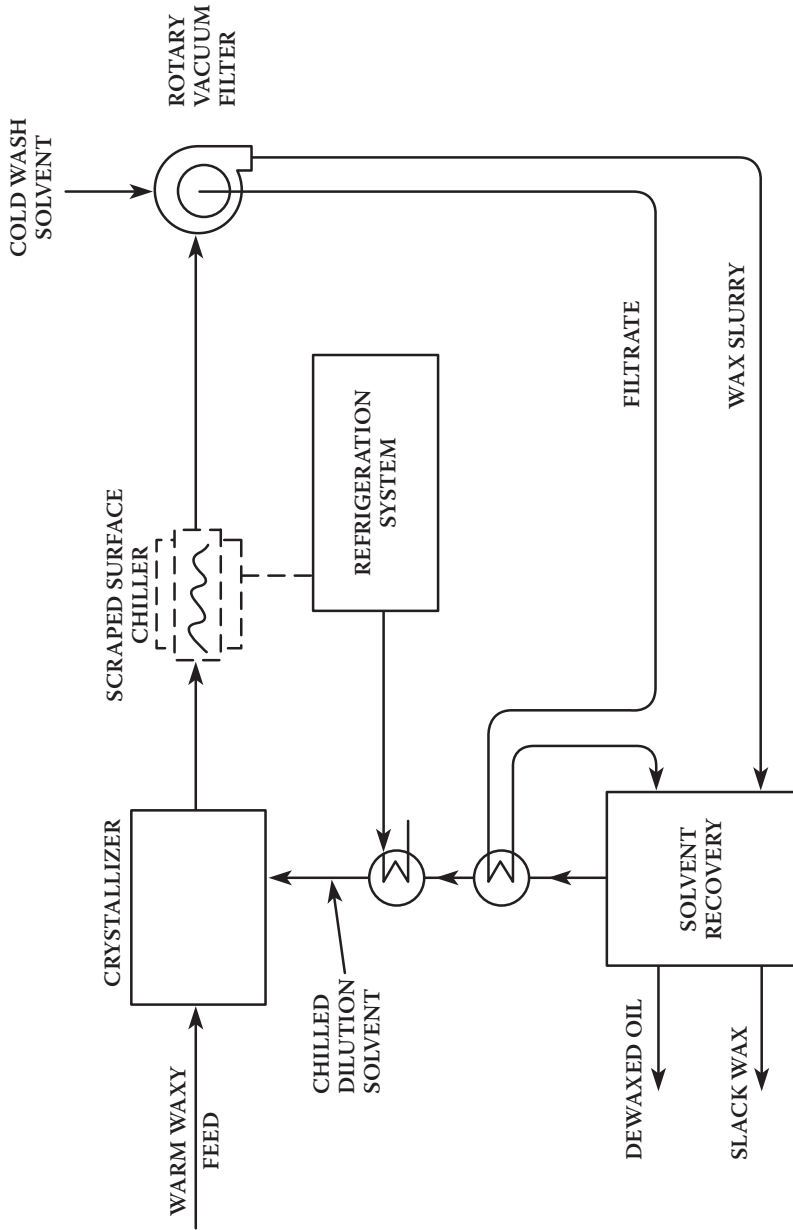 COLD WASH
SOLVENT
ROTARY
VACUUM
FILTER
SCRAPED SURFACE
CHILLER
CRYSTALLIZER
WARM WAXY
FEED
REFRIGERATION
SYSTEM
CHILLED
DILUTION
SOLVENT
FILTRATE
WAX SLURRY
SOLVENT
RECOVERY
DEWAXED OIL
SLACK WAX